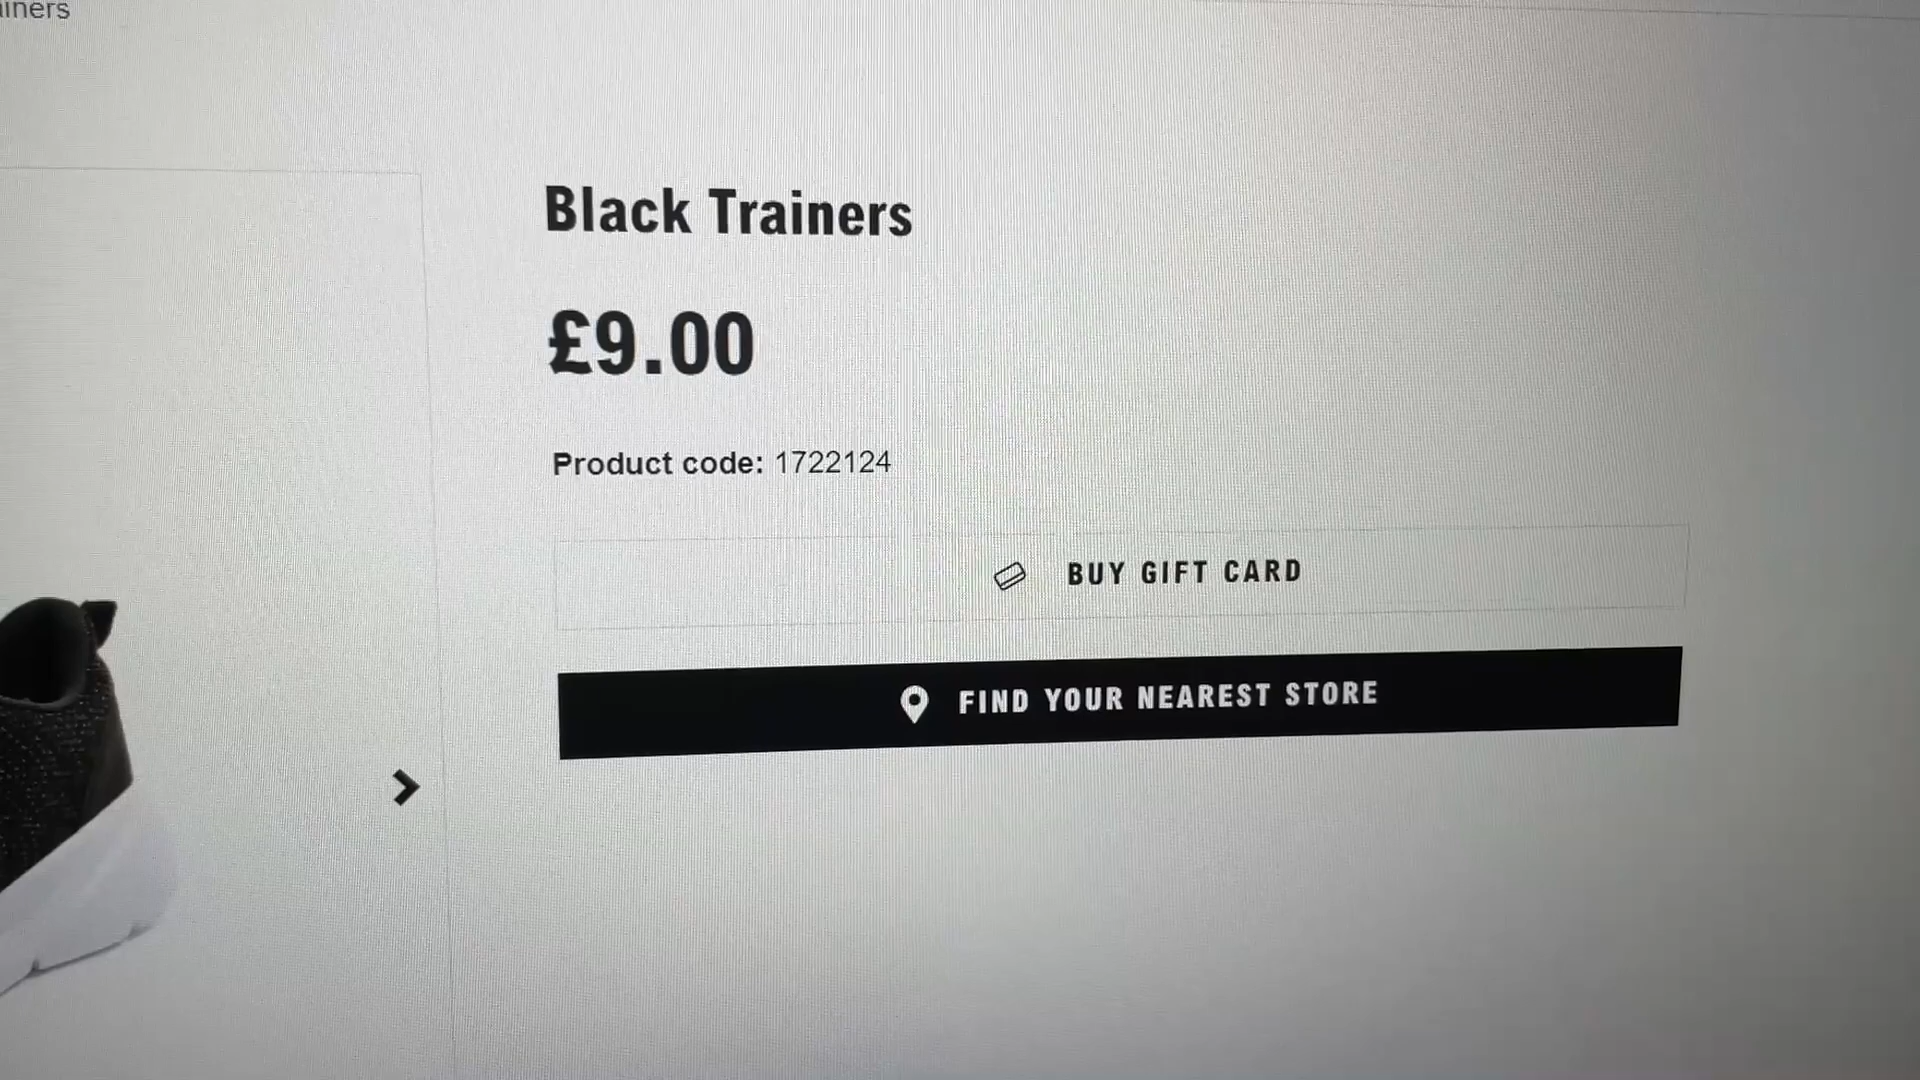 Black Trainers
£9.00
Product code: 1722124
BUY GIFT CARD
FIND YOUR NEAREST STORE